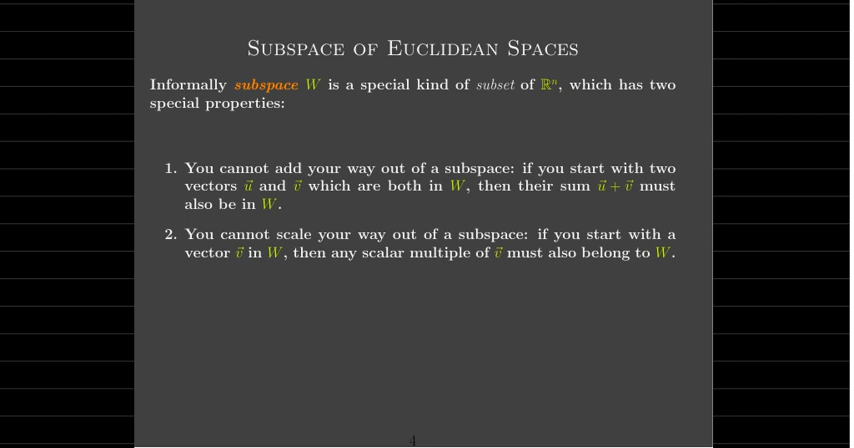 Subspace of Euclidean Spaces
Informally subspace W is a special kind of subset of ℝⁿ, which has two
special properties:
1. You cannot add your way out of a subspace: if you start with two
vectors u⃗ and v⃗ which are both in W, then their sum u⃗ + v⃗ must
also be in W.
2. You cannot scale your way out of a subspace: if you start with a
vector v⃗ in W, then any scalar multiple of v⃗ must also belong to W.
4